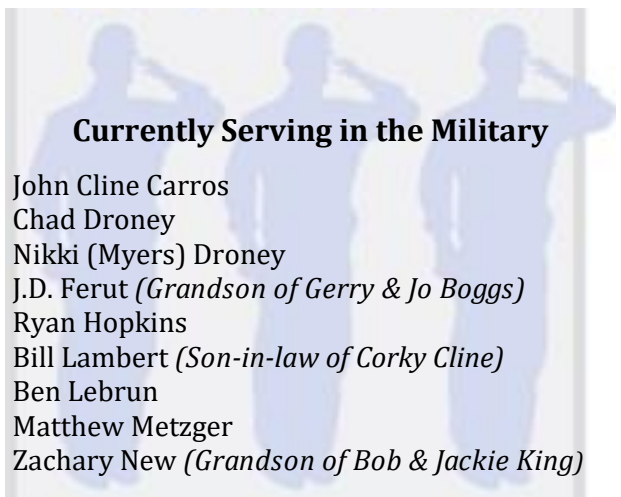 Currently Serving in the Military
John Cline Carros
Chad Droney
Nikki (Myers) Droney
J.D. Ferut (Grandson of Gerry & Jo Boggs)
Ryan Hopkins
Bill Lambert (Son-in-law of Corky Cline)
Ben Lebrun
Matthew Metzger
Zachary New (Grandson of Bob & Jackie King)